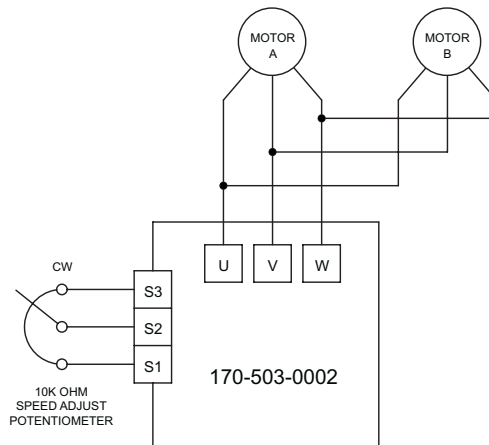 MOTOR
A
MOTOR
B
U
V
W
CW
S3
S2
S1
170-503-0002
10K OHM
SPEED ADJUST
POTENTIOMETER